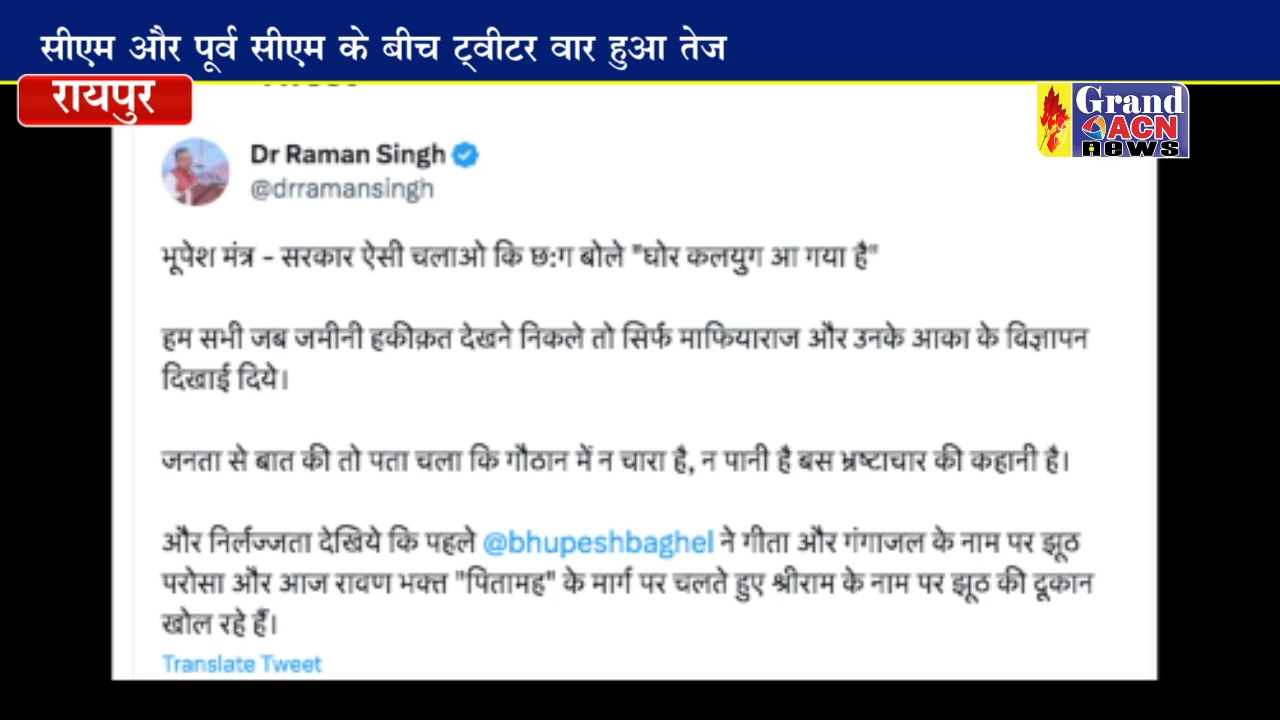 सीएम और पूर्व सीएम के बीच ट्वीटर वार हुआ तेज
रायपुर
Grand
ACN
news
Dr Raman Singh
@drramansingh
भूपेश मंत्र - सरकार ऐसी चलाओ कि छ:ग बोले "घोर कलयुग आ गया है"
हम सभी जब जमीनी हकीक़त देखने निकले तो सिर्फ माफियाराज और उनके आका के विज्ञापन
दिखाई दिये।
जनता से बात की तो पता चला कि गौठान में न चारा है, न पानी है बस भ्रष्टाचार की कहानी है।
और निर्लज्जता देखिये कि पहले @bhupeshbaghel ने गीता और गंगाजल के नाम पर झूठ
परोसा और आज रावण भक्त "पितामह" के मार्ग पर चलते हुए श्रीराम के नाम पर झूठ की दूकान
खोल रहे हैं।
Translate Tweet